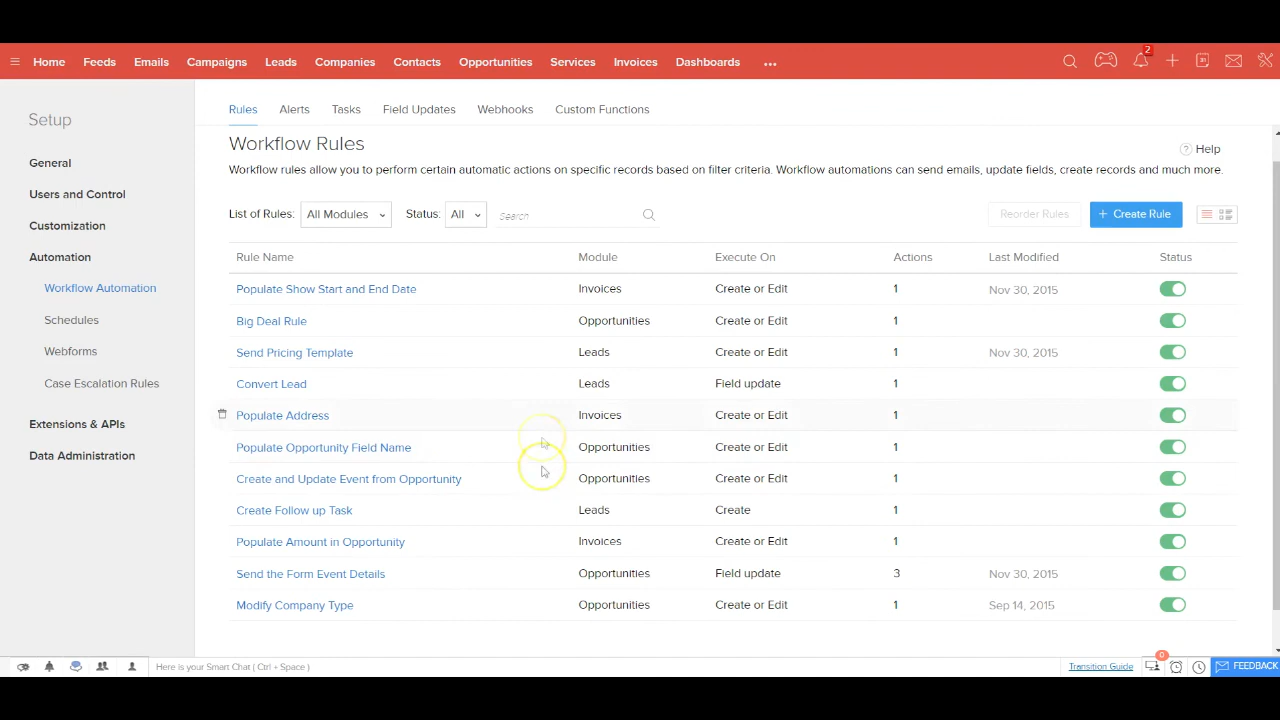 Home Feeds Emails Campaigns Leads Companies Contacts Opportunities Services Invoices Dashboards ... 2
Setup
General
Users and Control
Customization
Automation
Workflow Automation
Schedules
Webforms
Case Escalation Rules
Extensions & APIs
Data Administration
Rules Alerts Tasks Field Updates Webhooks Custom Functions
Workflow Rules
? Help
Workflow rules allow you to perform certain automatic actions on specific records based on filter criteria. Workflow automations can send emails, update fields, create records and much more.
List of Rules: All Modules Status: All Search Reorder Rules + Create Rule
Rule Name Module Execute On Actions Last Modified Status
Populate Show Start and End Date Invoices Create or Edit 1 Nov 30, 2015
Big Deal Rule Opportunities Create or Edit 1
Send Pricing Template Leads Create or Edit 1 Nov 30, 2015
Convert Lead Leads Field update 1
Populate Address Invoices Create or Edit 1
Populate Opportunity Field Name Opportunities Create or Edit 1
Create and Update Event from Opportunity Opportunities Create or Edit 1
Create Follow up Task Leads Create 1
Populate Amount in Opportunity Invoices Create or Edit 1
Send the Form Event Details Opportunities Field update 3 Nov 30, 2015
Modify Company Type Opportunities Create or Edit 1 Sep 14, 2015
Here is your Smart Chat ( Ctrl + Space ) Transition Guide 0 FEEDBACK